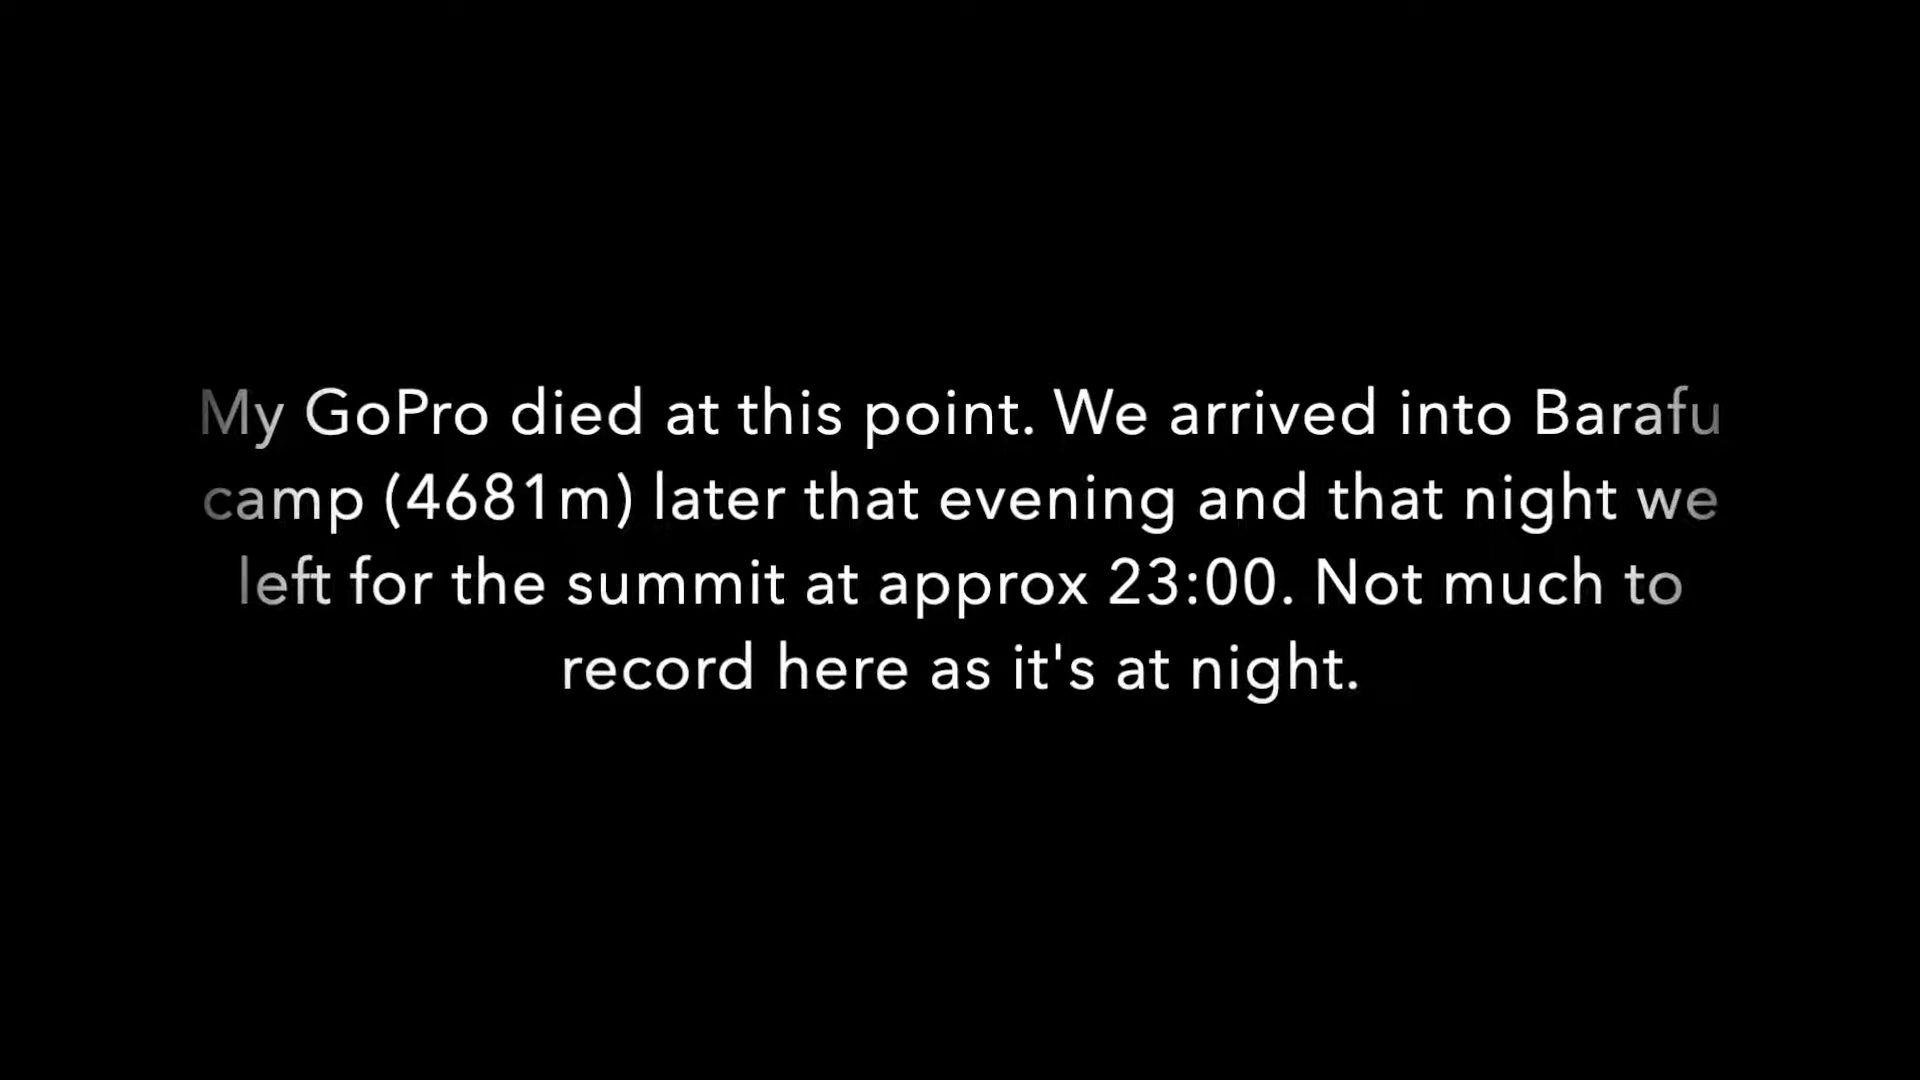 My GoPro died at this point. We arrived into Barafu
camp (4681m) later that evening and that night we
left for the summit at approx 23:00. Not much to
record here as it's at night.